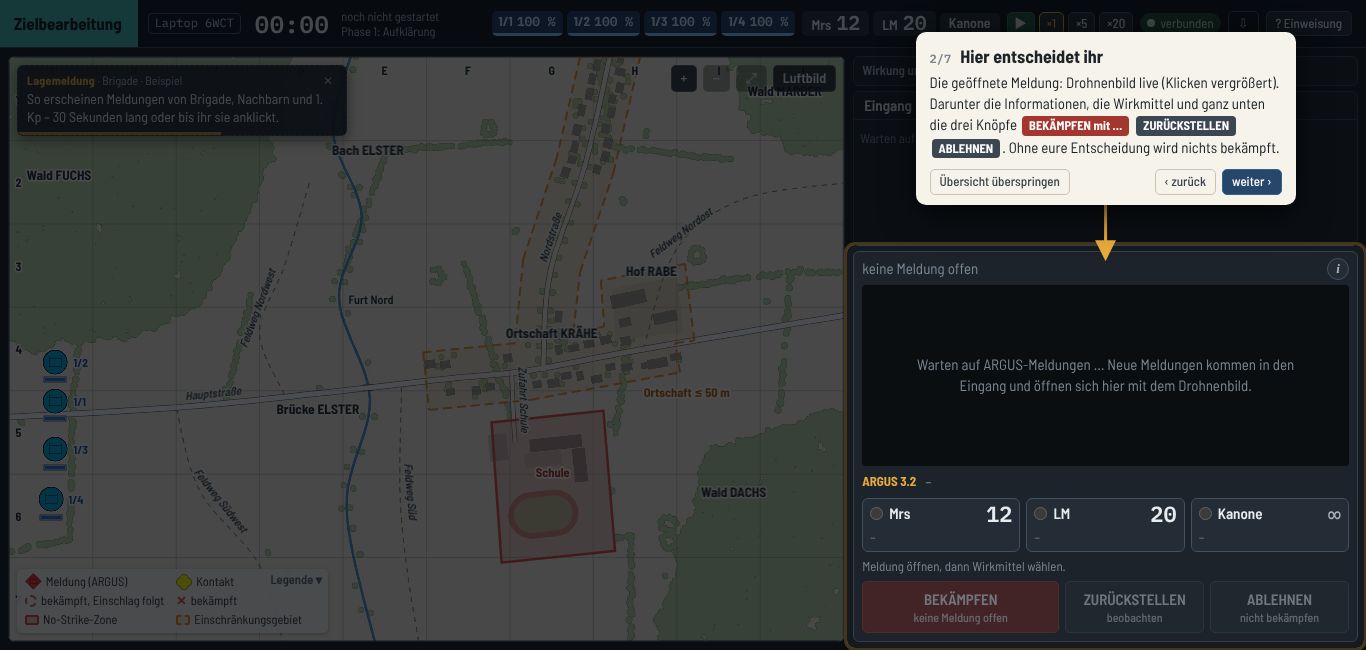 Zielbearbeitung
Laptop 6WCT
00:00
noch nicht gestartet
Phase 1: Aufklärung
1/1 100 %
1/2 100 %
1/3 100 %
1/4 100 %
Mrs 12
LM 20
Kanone
×1
×5
×20
verbunden
? Einweisung
Lagemeldung · Brigade · Beispiel
So erscheinen Meldungen von Brigade, Nachbarn und 1.
Kp – 30 Sekunden lang oder bis ihr sie anklickt.
E
F
G
H
Luftbild
Wald MARDER
Bach ELSTER
2
Wald FUCHS
3
Nordstraße
Feldweg Nordost
Hof RABE
Feldweg Nordwest
Furt Nord
Ortschaft KRÄHE
4
1/2
1/1
Hauptstraße
Brücke ELSTER
Zufahrt Schule
Ortschaft ≤ 50 m
5
1/3
1/4
Schule
Feldweg Südwest
Feldweg Süd
Wald DACHS
6
Meldung (ARGUS)
Kontakt
Legende ▾
bekämpft, Einschlag folgt
bekämpft
No-Strike-Zone
Einschränkungsgebiet
Eingang
2/7 Hier entscheidet ihr
Die geöffnete Meldung: Drohnenbild live (Klicken vergrößert).
Darunter die Informationen, die Wirkmittel und ganz unten
die drei Knöpfe BEKÄMPFEN mit … ZURÜCKSTELLEN
ABLEHNEN . Ohne eure Entscheidung wird nichts bekämpft.
Übersicht überspringen
‹ zurück
weiter ›
keine Meldung offen
i
Warten auf ARGUS-Meldungen … Neue Meldungen kommen in den
Eingang und öffnen sich hier mit dem Drohnenbild.
ARGUS 3.2 –
Mrs 12
–
LM 20
–
Kanone ∞
–
Meldung öffnen, dann Wirkmittel wählen.
BEKÄMPFEN
keine Meldung offen
ZURÜCKSTELLEN
beobachten
ABLEHNEN
nicht bekämpfen